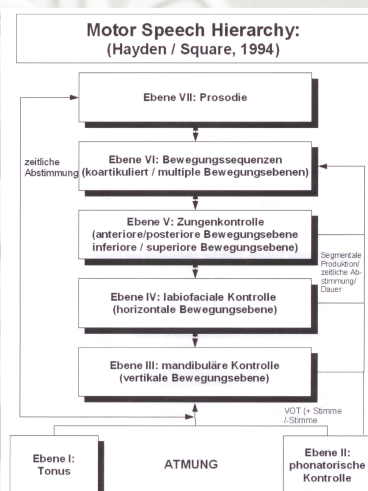 Motor Speech Hierarchy:
(Hayden / Square, 1994)
Ebene VII: Prosodie
zeitliche
Abstimmung
Ebene VI: Bewegungssequenzen
(koartikuliert / multiple Bewegungsebenen)
Ebene V: Zungenkontrolle
(anteriore/posteriore Bewegungsebene
inferiore / superiore Bewegungsebene)
Segmentale
Produktion/
zeitliche Ab-
stimmung/
Dauer
Ebene IV: labiofaciale Kontrolle
(horizontale Bewegungsebene)
Ebene III: mandibuläre Kontrolle
(vertikale Bewegungsebene)
VOT (+ Stimme
/-Stimme
Ebene I:
Tonus
ATMUNG
Ebene II:
phonatorische
Kontrolle